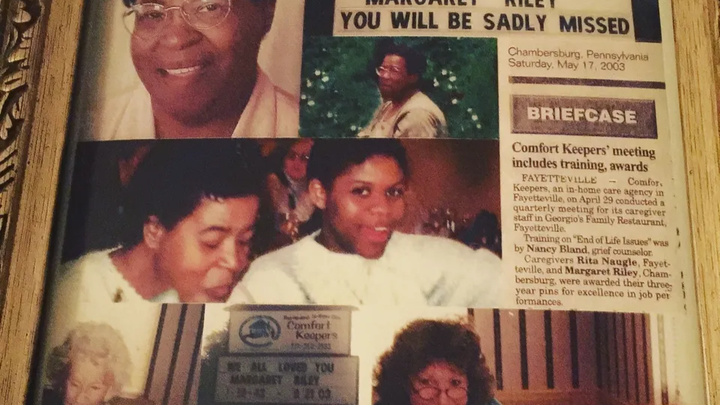 MARGARET RILEY
YOU WILL BE SADLY MISSED
Chambersburg, Pennsylvania
Saturday, May 17, 2003
BRIEFCASE
Comfort Keepers' meeting
includes training, awards
FAYETTEVILLE — Comfor.
Keepers, an in-home care agency in
Fayetteville, on April 29 conducted a
quarterly meeting for its caregiver
staff in Georgio's Family Restaurant,
Fayetteville.
Training on "End of Life Issues" was
by Nancy Bland, grief counselor.
Caregivers Rita Naugle, Fayet-
teville, and Margaret Riley, Cham-
bersburg, were awarded their three-
year pins for excellence in job per
formances.
Comfort
Keepers
WE ALL LOVED YOU
MARGARET RILEY